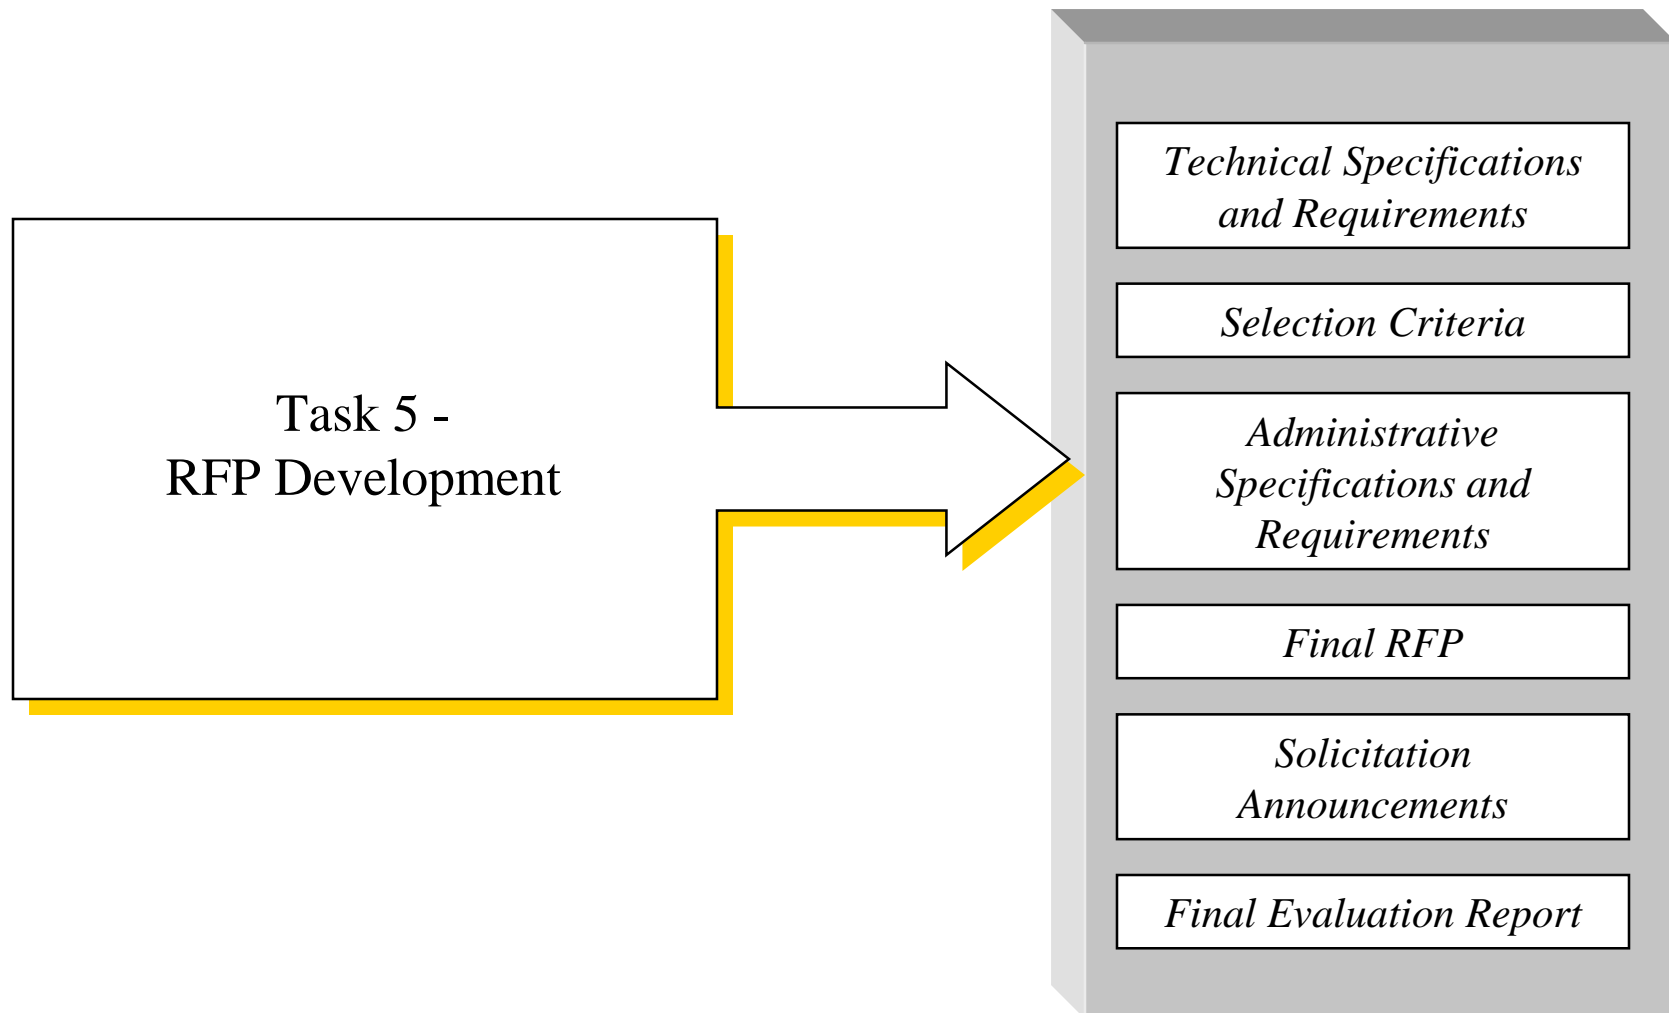 Task 5 -
RFP Development
Technical Specifications
and Requirements
Selection Criteria
Administrative
Specifications and
Requirements
Final RFP
Solicitation
Announcements
Final Evaluation Report